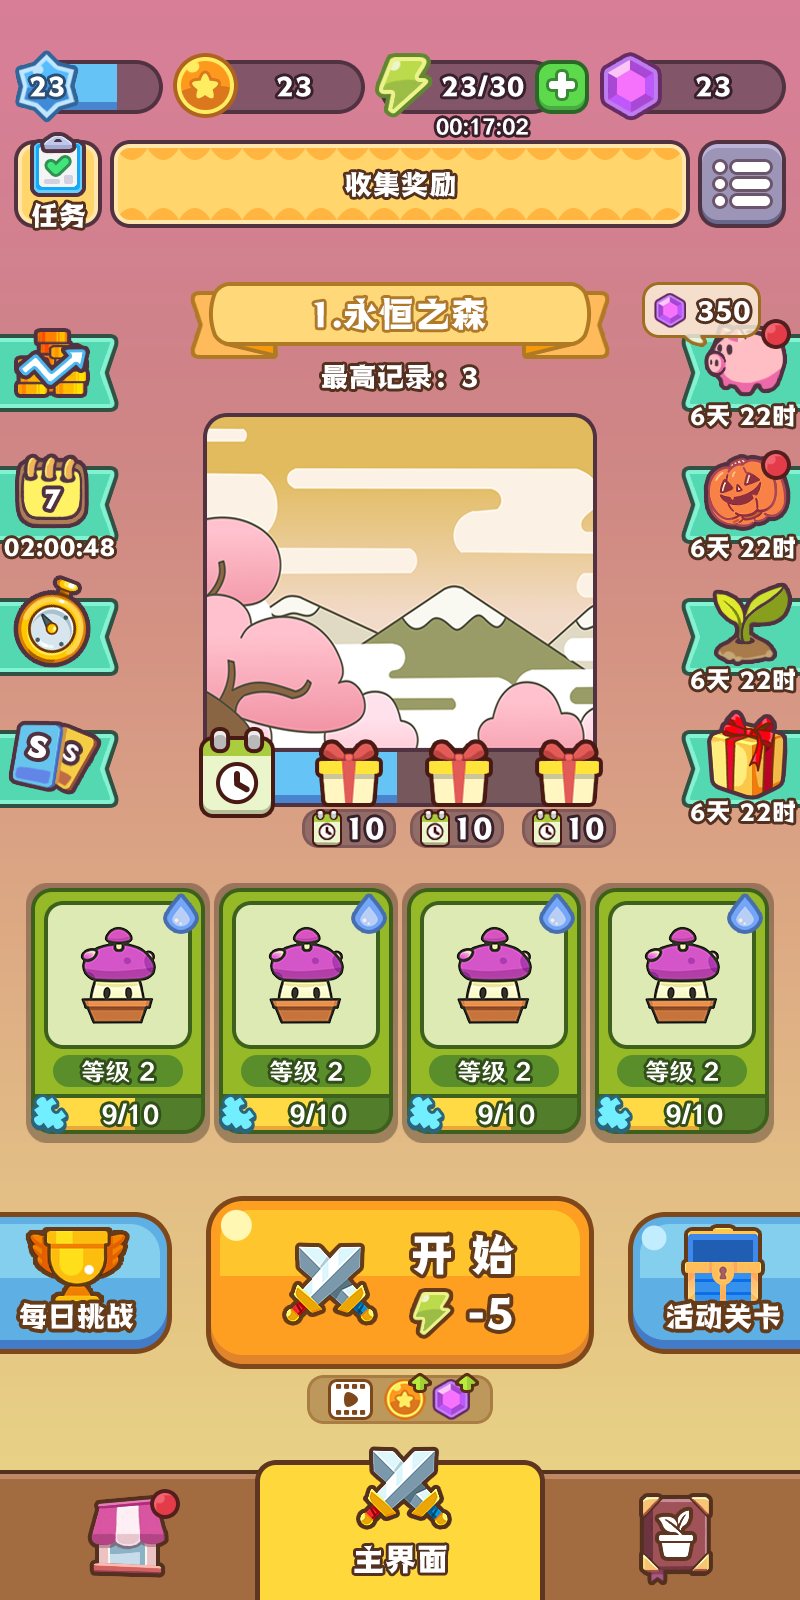 23
23
23/30
23
00:17:02
任务
收集奖励
1.永恒之森
350
最高记录：3
6天 22时
7
02:00:48
6天 22时
6天 22时
S
S
6天 22时
10
10
10
等级 2
等级 2
等级 2
等级 2
9/10
9/10
9/10
9/10
开始
-5
每日挑战
活动关卡
主界面